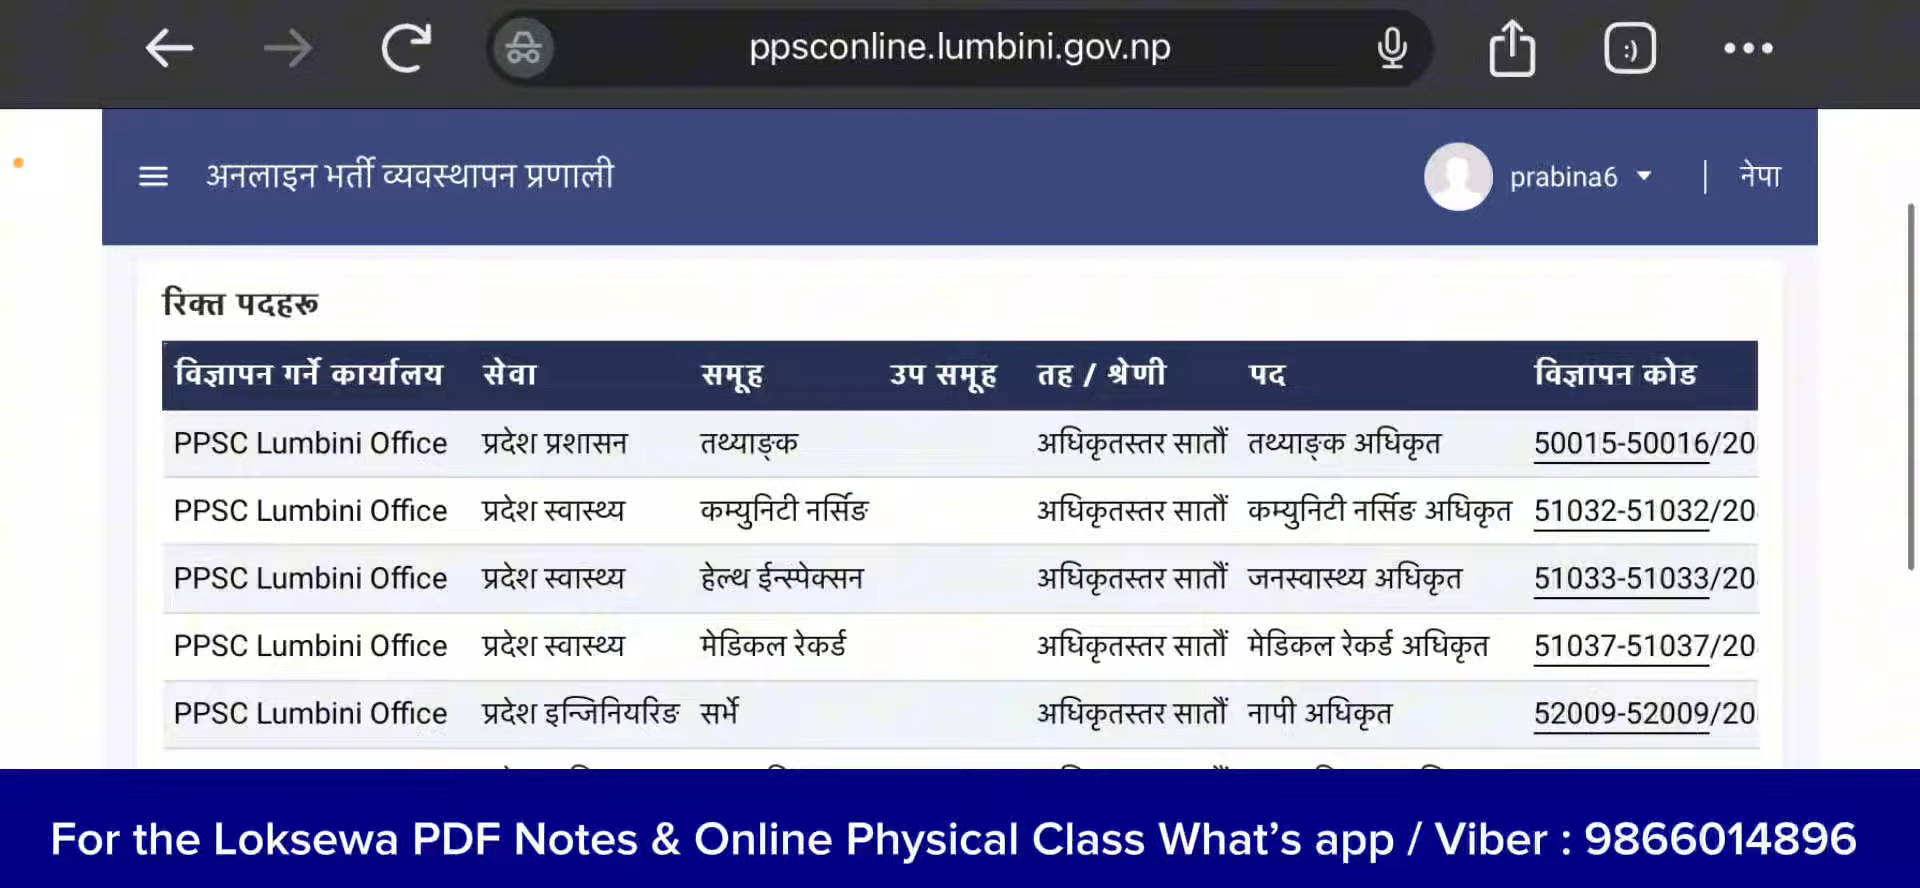 ppsconline.lumbini.gov.np
:)
अनलाइन भर्ती व्यवस्थापन प्रणाली
prabina6 | नेपा
रिक्त पदहरू
विज्ञापन गर्ने कार्यालय सेवा समूह उप समूह तह / श्रेणी पद विज्ञापन कोड
PPSC Lumbini Office प्रदेश प्रशासन तथ्याङ्क अधिकृतस्तर सातौं तथ्याङ्क अधिकृत 50015-50016/20
PPSC Lumbini Office प्रदेश स्वास्थ्य कम्युनिटी नर्सिङ अधिकृतस्तर सातौं कम्युनिटी नर्सिङ अधिकृत 51032-51032/20
PPSC Lumbini Office प्रदेश स्वास्थ्य हेल्थ ईन्स्पेक्सन अधिकृतस्तर सातौं जनस्वास्थ्य अधिकृत 51033-51033/20
PPSC Lumbini Office प्रदेश स्वास्थ्य मेडिकल रेकर्ड अधिकृतस्तर सातौं मेडिकल रेकर्ड अधिकृत 51037-51037/20
PPSC Lumbini Office प्रदेश इन्जिनियरिङ सर्भे अधिकृतस्तर सातौं नापी अधिकृत 52009-52009/20
For the Loksewa PDF Notes & Online Physical Class What's app / Viber : 9866014896